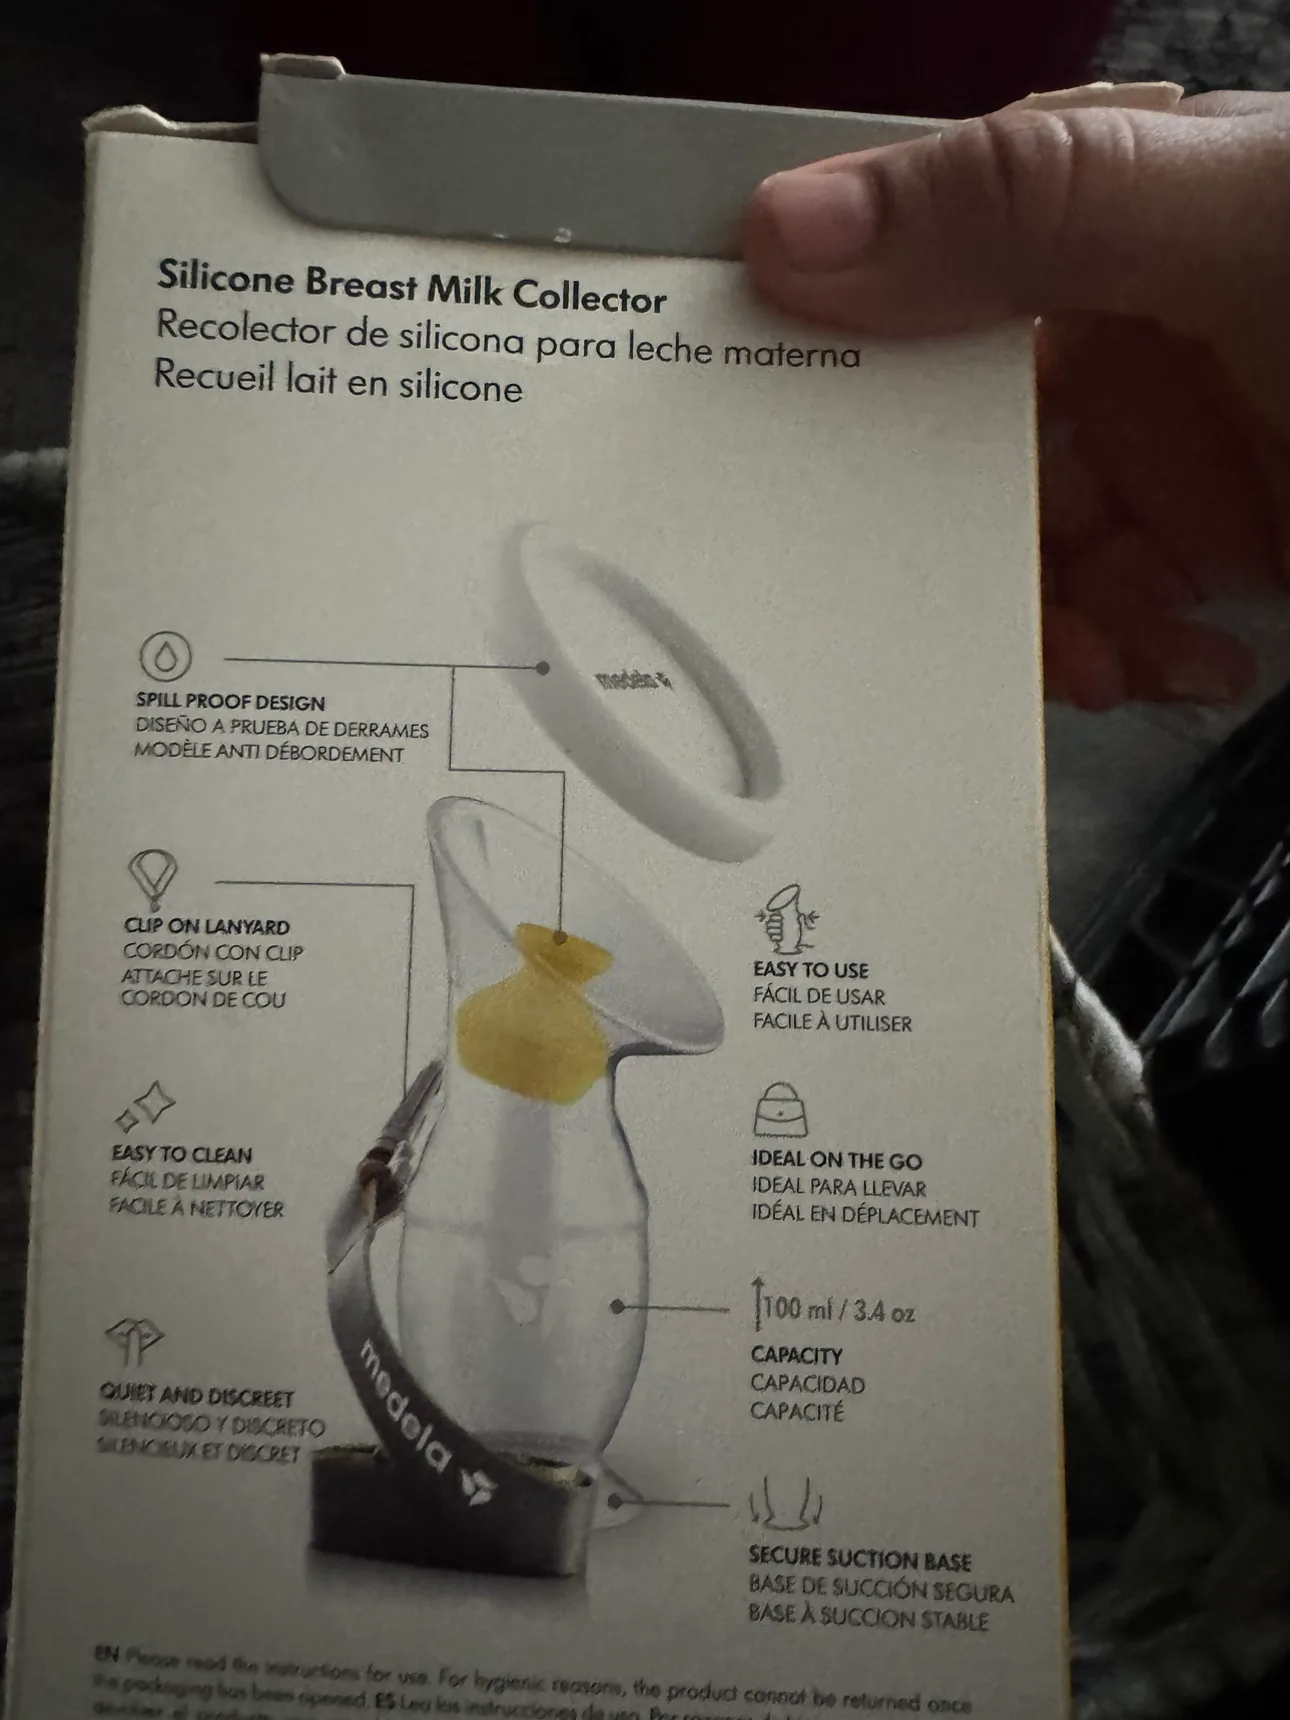 Silicone Breast Milk Collector
Recolector de silicona para leche materna
Recueil lait en silicone
medela
SPILL PROOF DESIGN
DISEÑO A PRUEBA DE DERRAMES
MODÈLE ANTI DÉBORDEMENT
CLIP ON LANYARD
CORDÓN CON CLIP
ATTACHE SUR LE
CORDON DE COU
EASY TO USE
FÁCIL DE USAR
FACILE À UTILISER
EASY TO CLEAN
FÁCIL DE LIMPIAR
FACILE À NETTOYER
IDEAL ON THE GO
IDEAL PARA LLEVAR
IDÉAL EN DÉPLACEMENT
100 ml / 3.4 oz
CAPACITY
CAPACIDAD
CAPACITÉ
QUIET AND DISCREET
SILENCIOSO Y DISCRETO
SILENCIEUX ET DISCRET
medela
SECURE SUCTION BASE
BASE DE SUCCIÓN SEGURA
BASE À SUCCION STABLE
EN Please read the instructions for use. For hygienic reasons, the product cannot be returned once
the packaging has been opened. ES Lea las instrucciones de uso. Por